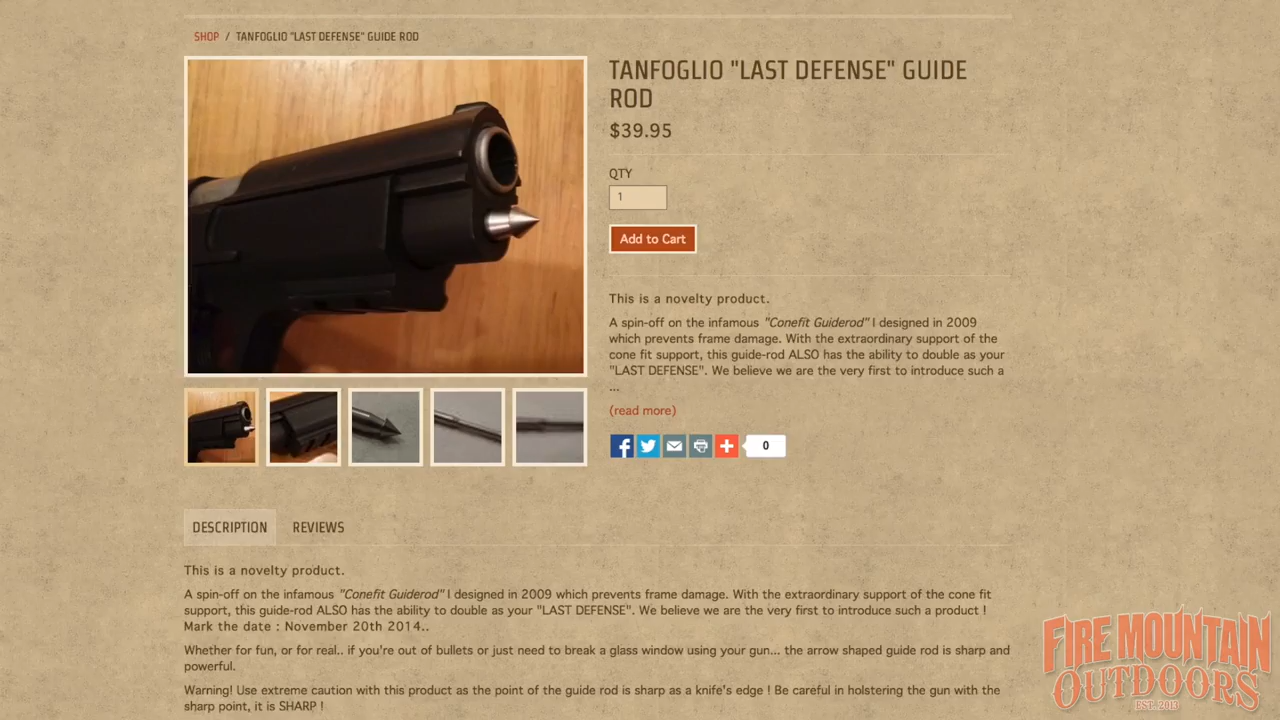 SHOP / TANFOGLIO "LAST DEFENSE" GUIDE ROD
TANFOGLIO "LAST DEFENSE" GUIDE
ROD
$39.95
QTY
1
Add to Cart
This is a novelty product.
A spin-off on the infamous "Conefit Guiderod" I designed in 2009
which prevents frame damage. With the extraordinary support of the
cone fit support, this guide-rod ALSO has the ability to double as your
"LAST DEFENSE". We believe we are the very first to introduce such a
...
(read more)
0
DESCRIPTION
REVIEWS
This is a novelty product.
A spin-off on the infamous "Conefit Guiderod" I designed in 2009 which prevents frame damage. With the extraordinary support of the cone fit
support, this guide-rod ALSO has the ability to double as your "LAST DEFENSE". We believe we are the very first to introduce such a product !
Mark the date : November 20th 2014..
Whether for fun, or for real.. if you're out of bullets or just need to break a glass window using your gun... the arrow shaped guide rod is sharp and
powerful.
Warning! Use extreme caution with this product as the point of the guide rod is sharp as a knife's edge ! Be careful in holstering the gun with the
sharp point, it is SHARP !
FIRE MOUNTAIN
OUTDOORS
EST. 2013